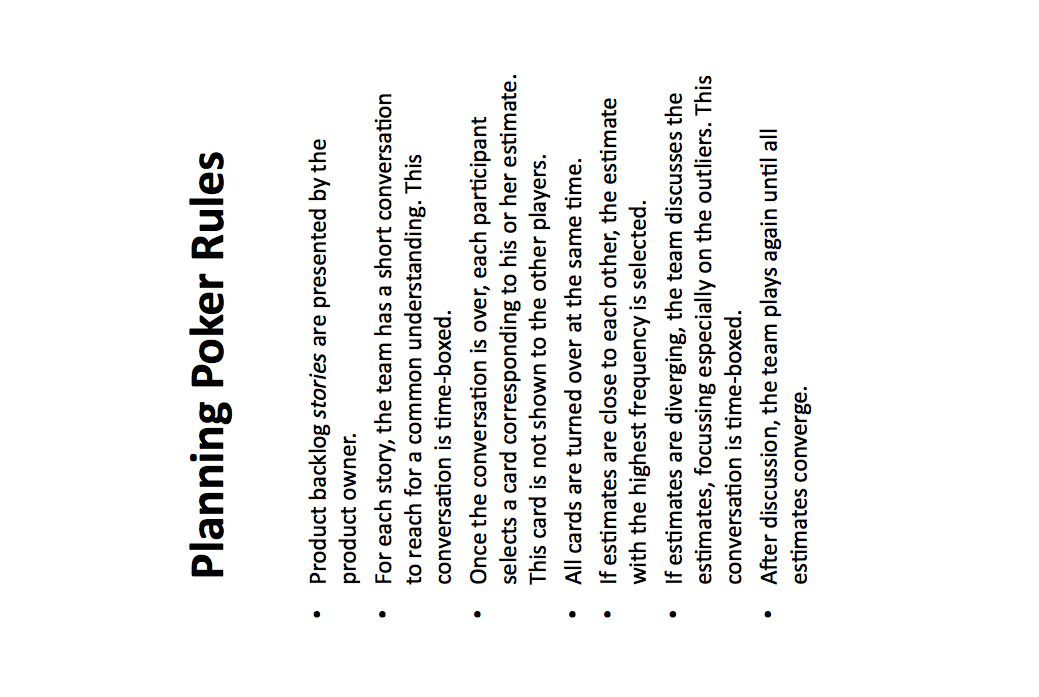 Planning Poker Rules
• Product backlog stories are presented by the
product owner.
• For each story, the team has a short conversation
to reach for a common understanding. This
conversation is time-boxed.
• Once the conversation is over, each participant
selects a card corresponding to his or her estimate.
This card is not shown to the other players.
• All cards are turned over at the same time.
• If estimates are close to each other, the estimate
with the highest frequency is selected.
• If estimates are diverging, the team discusses the
estimates, focussing especially on the outliers. This
conversation is time-boxed.
• After discussion, the team plays again until all
estimates converge.